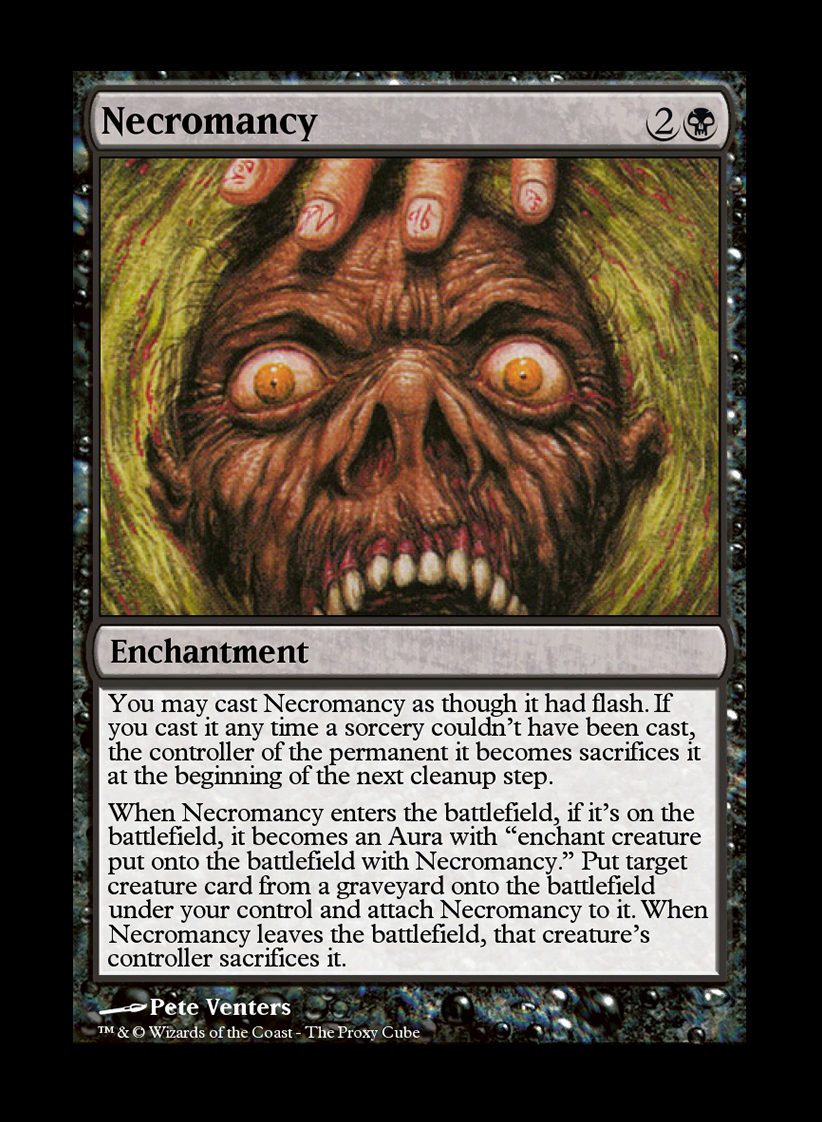 Necromancy 2
Enchantment
You may cast Necromancy as though it had flash. If
you cast it any time a sorcery couldn't have been cast,
the controller of the permanent it becomes sacrifices it
at the beginning of the next cleanup step.
When Necromancy enters the battlefield, if it's on the
battlefield, it becomes an Aura with “enchant creature
put onto the battlefield with Necromancy.” Put target
creature card from a graveyard onto the battlefield
under your control and attach Necromancy to it. When
Necromancy leaves the battlefield, that creature's
controller sacrifices it.
Pete Venters
™ & © Wizards of the Coast - The Proxy Cube